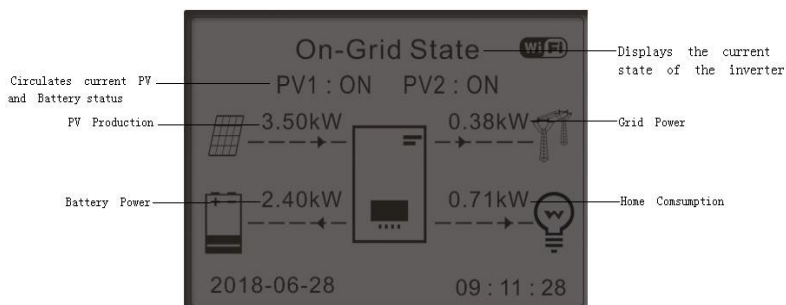 On-Grid State WiFi
Displays the current
state of the inverter
Circulates current PV
and Battery status
PV1 : ON PV2 : ON
PV Production
3.50kW
0.38kW
Grid Power
Battery Power
2.40kW
0.71kW
Home Comsumption
2018-06-28
09 : 11 : 28